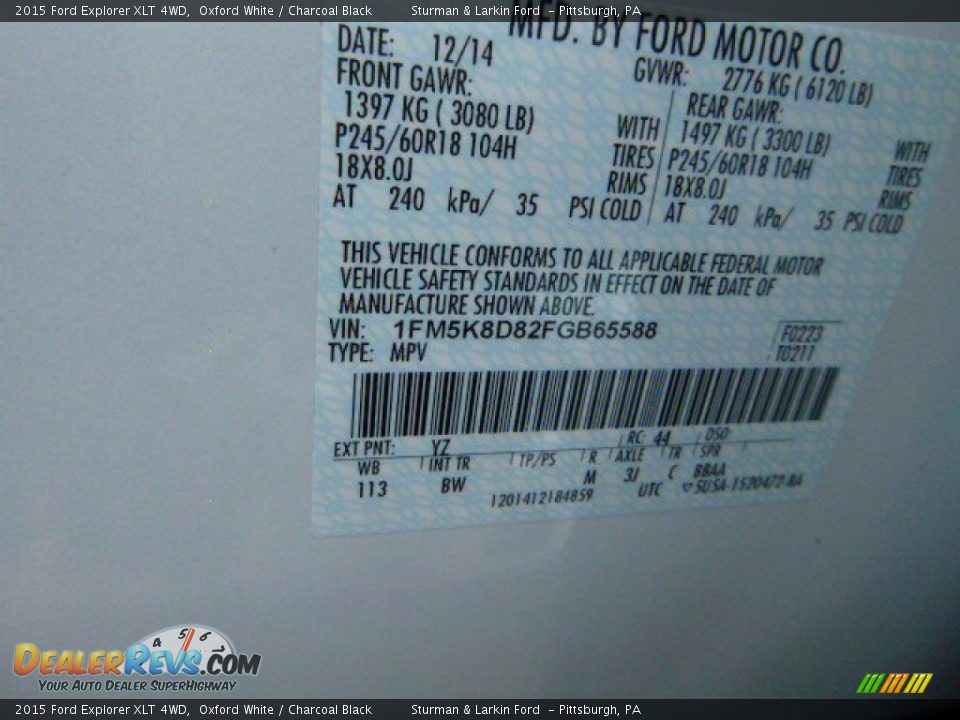 2015 Ford Explorer XLT 4WD, Oxford White / Charcoal Black Sturman & Larkin Ford - Pittsburgh, PA
MFD. BY FORD MOTOR CO.
DATE: 12/14 GVWR: 2776 KG ( 6120 LB)
FRONT GAWR: REAR GAWR:
1397 KG ( 3080 LB) WITH 1497 KG ( 3300 LB) WITH
P245/60R18 104H TIRES P245/60R18 104H TIRES
18X8.0J RIMS 18X8.0J RIMS
AT 240 kPa/ 35 PSI COLD AT 240 kPa/ 35 PSI COLD
THIS VEHICLE CONFORMS TO ALL APPLICABLE FEDERAL MOTOR
VEHICLE SAFETY STANDARDS IN EFFECT ON THE DATE OF
MANUFACTURE SHOWN ABOVE.
VIN: 1FM5K8D82FGB65588 F0223
TYPE: MPV T0211
EXT PNT: YZ RC: 44 DSO:
WB INT TR TP/PS R AXLE TR SPR
113 BW M 3J C BBAA
1201412184859 UTC ▽5U5A-1520472-BA
4 5 6 7
DEALERREVS.COM
YOUR AUTO DEALER SUPERHIGHWAY
2015 Ford Explorer XLT 4WD, Oxford White / Charcoal Black Sturman & Larkin Ford - Pittsburgh, PA